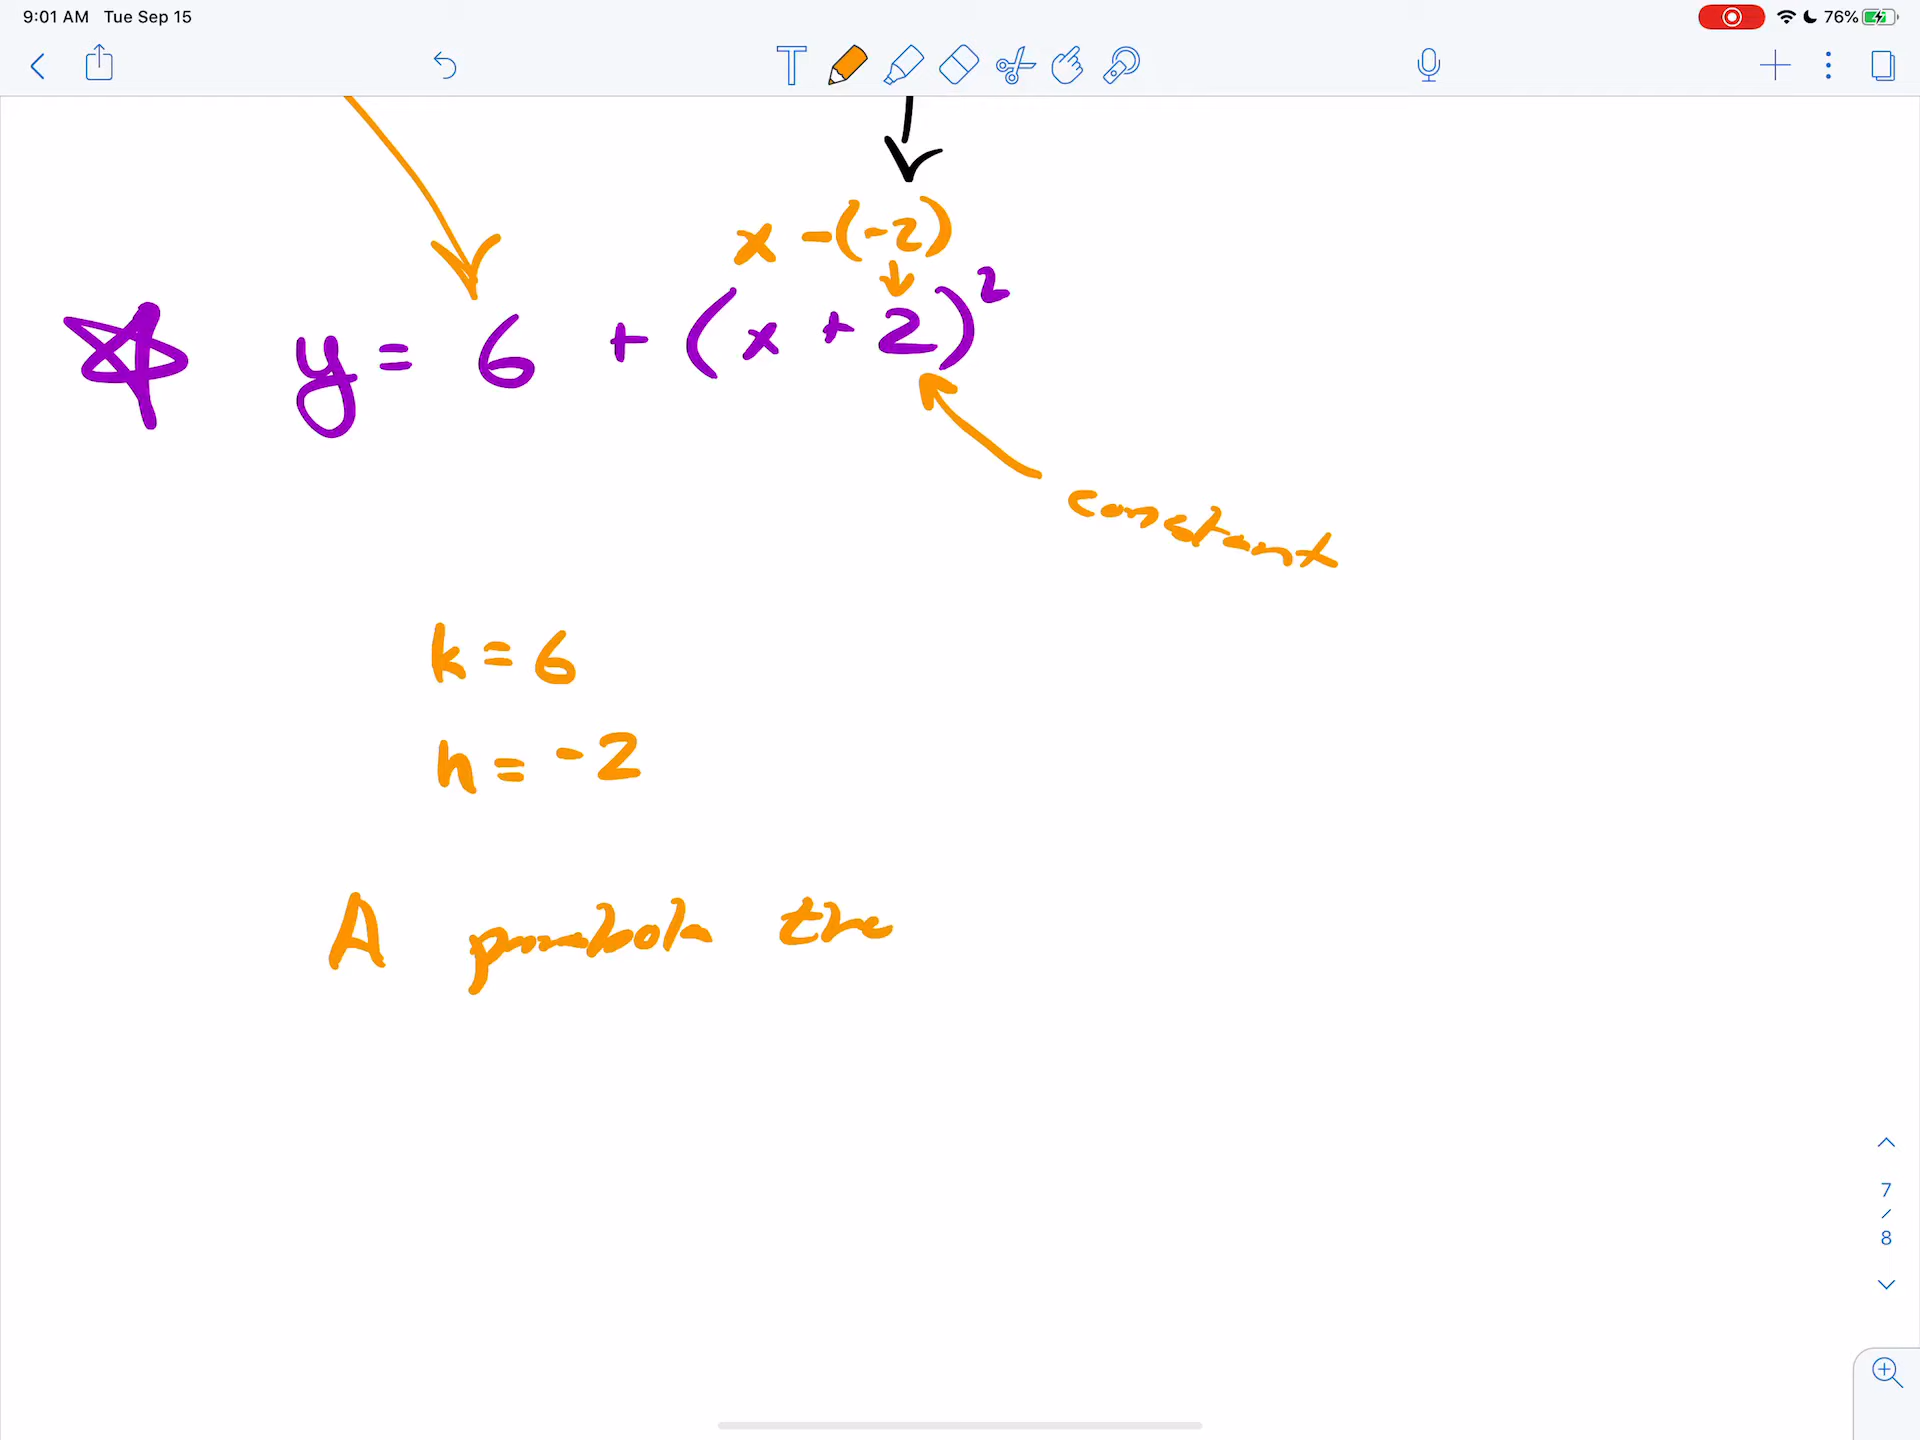 9:01 AM Tue Sep 15
76%
x -(-2)
y = 6 + (x + 2)²
constant
k = 6
h = -2
A parabola the
7
/
8